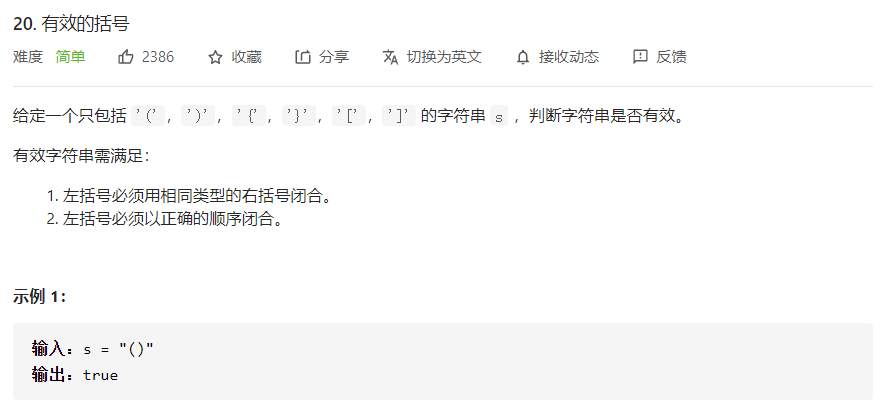 20. 有效的括号
难度 简单 2386 收藏 分享 切换为英文 接收动态 反馈
给定一个只包括 '(', ')', '{', '}', '[', ']' 的字符串 s ，判断字符串是否有效。
有效字符串需满足：
1. 左括号必须用相同类型的右括号闭合。
2. 左括号必须以正确的顺序闭合。
示例 1：
输入：s = "()"
输出：true